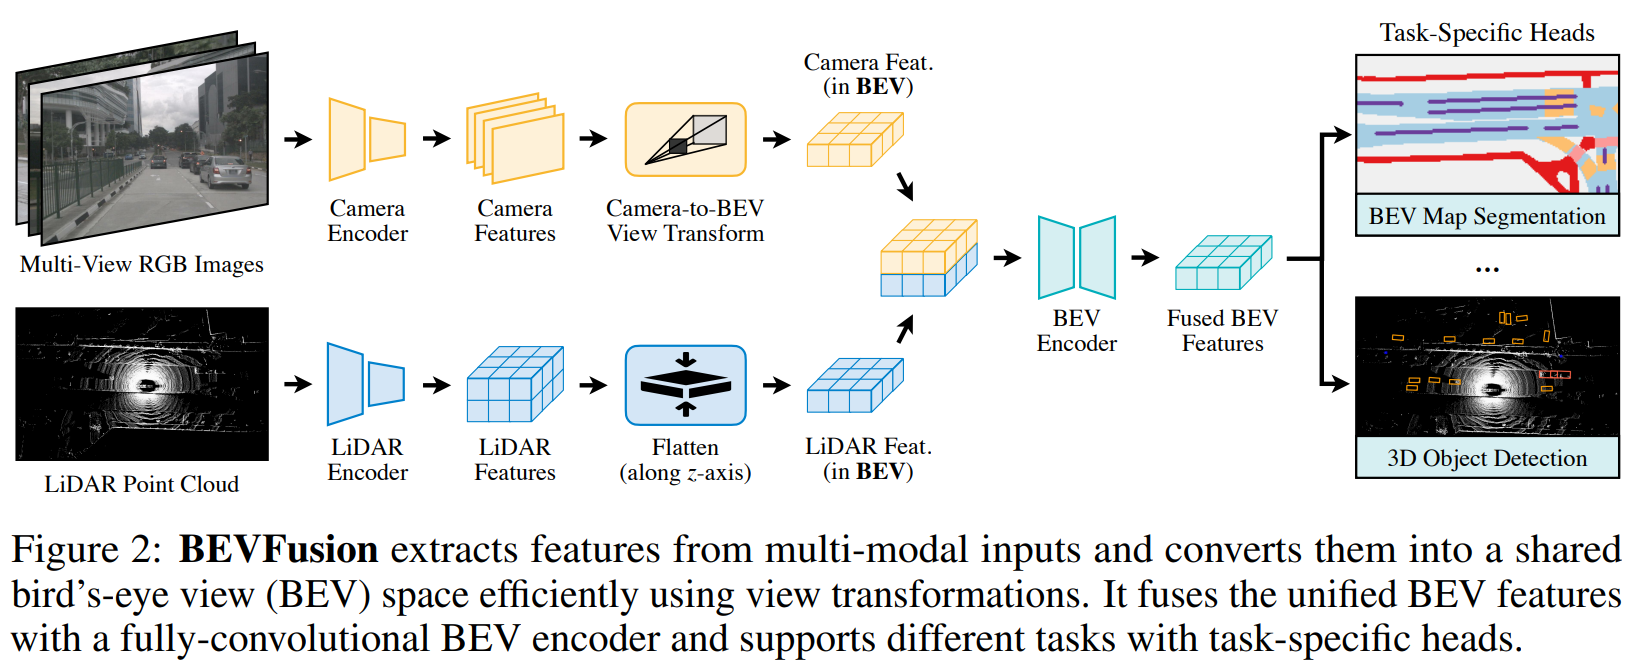 Task-Specific Heads
Camera Feat.
(in BEV)
Camera
Encoder
Camera
Features
Camera-to-BEV
View Transform
Multi-View RGB Images
BEV Map Segmentation
...
BEV
Encoder
Fused BEV
Features
LiDAR
Encoder
LiDAR
Features
Flatten
(along z-axis)
LiDAR Feat.
(in BEV)
LiDAR Point Cloud
3D Object Detection
Figure 2: BEVFusion extracts features from multi-modal inputs and converts them into a shared
bird's-eye view (BEV) space efficiently using view transformations. It fuses the unified BEV features
with a fully-convolutional BEV encoder and supports different tasks with task-specific heads.